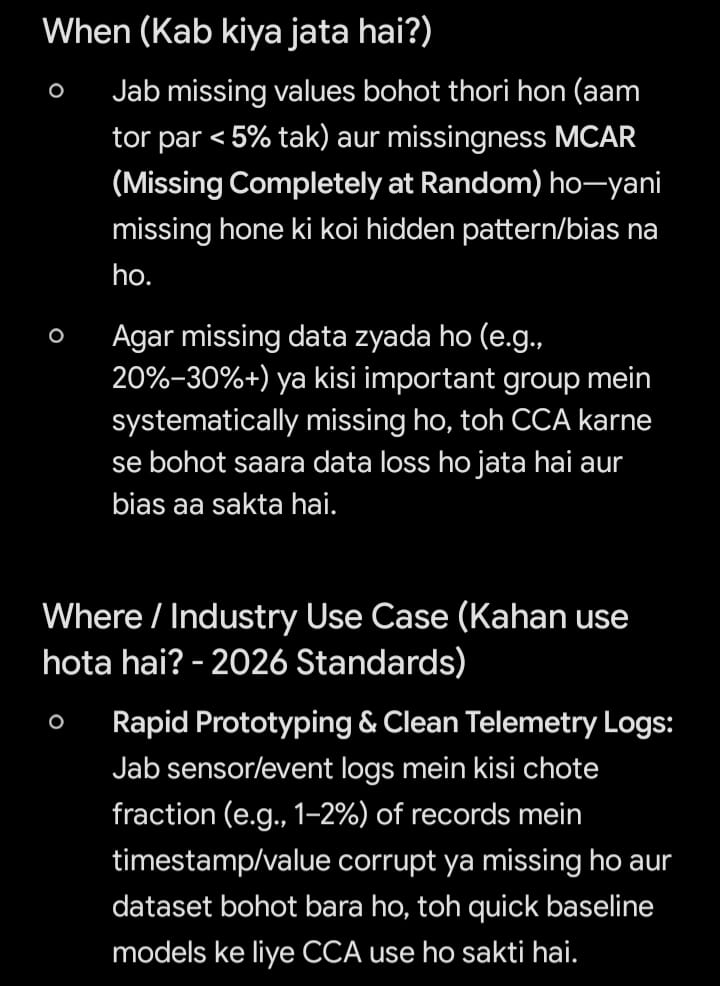 When (Kab kiya jata hai?)
Jab missing values bohot thori hon (aam
tor par < 5% tak) aur missingness MCAR
(Missing Completely at Random) ho—yani
missing hone ki koi hidden pattern/bias na
ho.
Agar missing data zyada ho (e.g.,
20%–30%+) ya kisi important group mein
systematically missing ho, toh CCA karne
se bohot saara data loss ho jata hai aur
bias aa sakta hai.
Where / Industry Use Case (Kahan use
hota hai? - 2026 Standards)
Rapid Prototyping & Clean Telemetry Logs:
Jab sensor/event logs mein kisi chote
fraction (e.g., 1–2%) of records mein
timestamp/value corrupt ya missing ho aur
dataset bohot bara ho, toh quick baseline
models ke liye CCA use ho sakti hai.